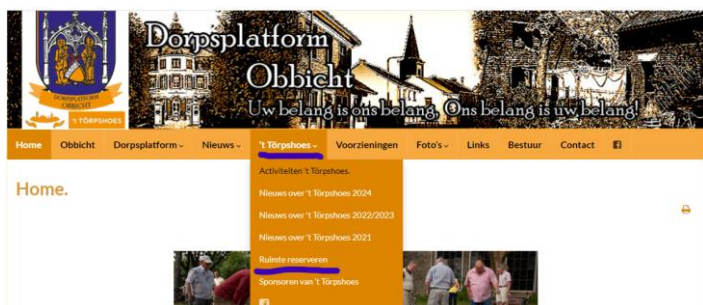 Dorpsplatform
Obbicht
Uw belang is óns belang, Ons belang is úw belang!
DORPSPLATFORM
OBBICHT
'T TÖRPSHOES
Home Obbicht Dorpsplatform Nieuws 't Törpshoes Voorzieningen Foto's Links Bestuur Contact
Activiteiten 't Törpshoes.
Nieuws over 't Törpshoes 2024
Nieuws over 't Törpshoes 2022/2023
Nieuws over 't Törpshoes 2021
Ruimte reserveren
Sponsoren van 't Törpshoes
Home.